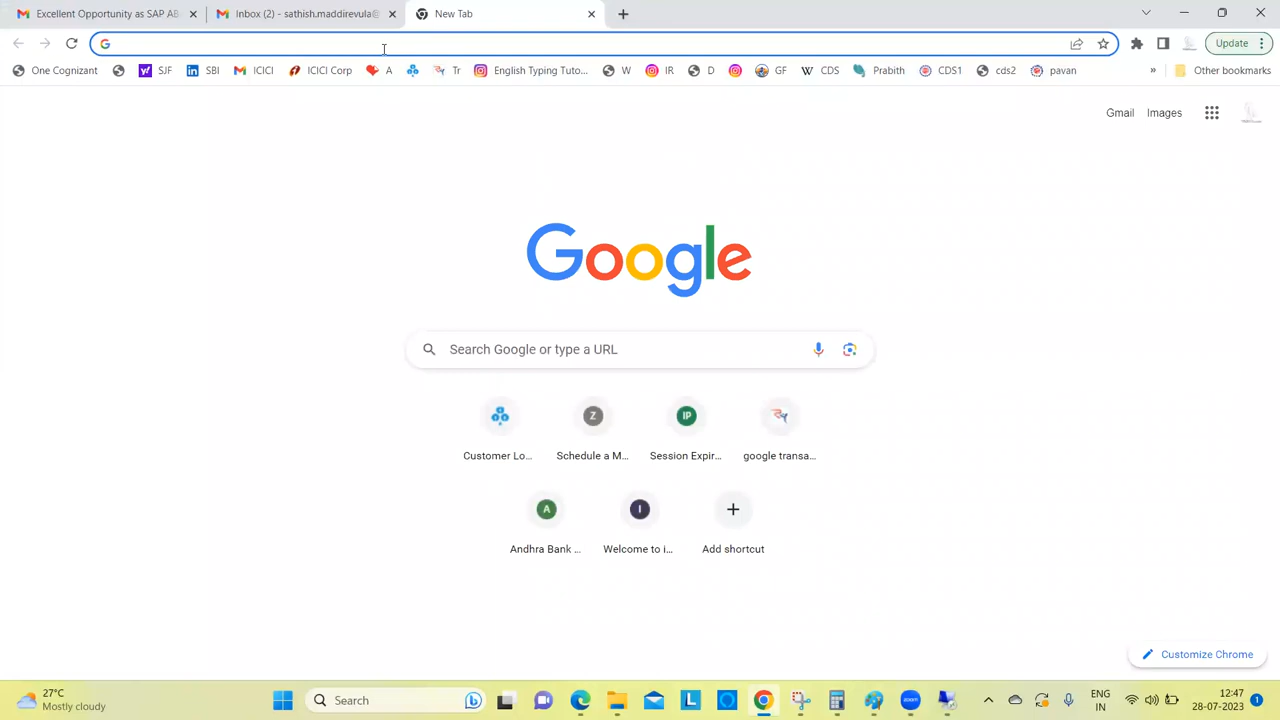 Excellent Opportunity as SAP AB
Inbox (2) - sathish.maddirevula@
New Tab
Update
One Cognizant
SJF
SBI
ICICI
ICICI Corp
A
Tr
English Typing Tuto...
W
IR
D
GF
CDS
Prabith
CDS1
cds2
pavan
»
Other bookmarks
Gmail
Images
Google
Search Google or type a URL
Z
IP
Customer Lo...
Schedule a M...
Session Expir...
google transa...
A
I
Andhra Bank ...
Welcome to i...
Add shortcut
Customize Chrome
27°C
Mostly cloudy
Search
L
zoom
ENG
IN
12:47
28-07-2023
1